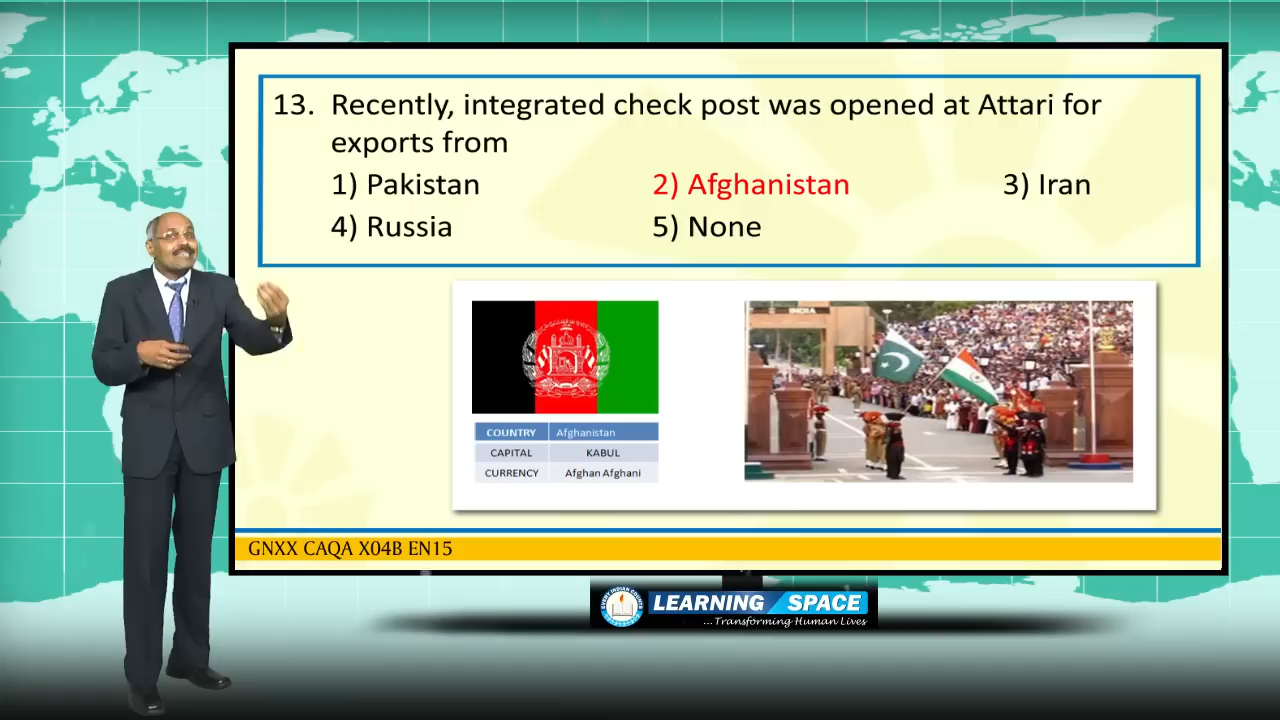 13. Recently, integrated check post was opened at Attari for
exports from
1) Pakistan 2) Afghanistan 3) Iran
4) Russia 5) None
INDIA
COUNTRY Afghanistan
CAPITAL KABUL
CURRENCY Afghan Afghani
GNXX CAQA X04B EN15
LEARNING SPACE
...Transforming Human Lives